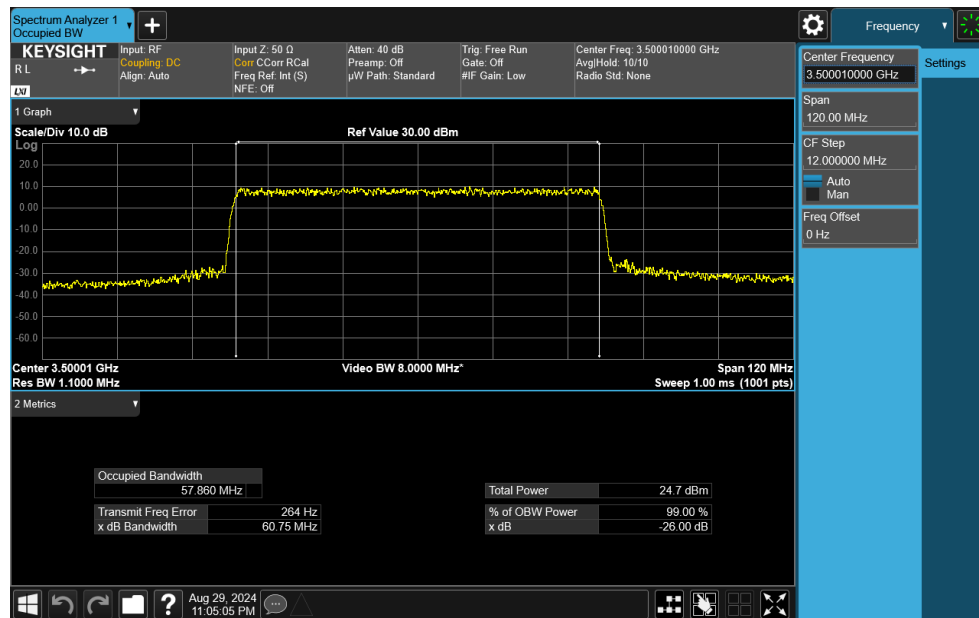 Spectrum Analyzer 1
Occupied BW
Frequency
KEYSIGHT
R L
LXI
Input: RF
Coupling: DC
Align: Auto
Input Z: 50 Ω
Corr CCorr RCal
Freq Ref: Int (S)
NFE: Off
Atten: 40 dB
Preamp: Off
µW Path: Standard
Trig: Free Run
Gate: Off
#IF Gain: Low
Center Freq: 3.500010000 GHz
Avg|Hold: 10/10
Radio Std: None
Center Frequency
3.500010000 GHz
Settings
Span
120.00 MHz
CF Step
12.000000 MHz
Auto
Man
Freq Offset
0 Hz
1 Graph
Scale/Div 10.0 dB
Ref Value 30.00 dBm
Log
20.0
10.0
0.00
-10.0
-20.0
-30.0
-40.0
-50.0
-60.0
Center 3.50001 GHz
Video BW 8.0000 MHz*
Span 120 MHz
Res BW 1.1000 MHz
Sweep 1.00 ms (1001 pts)
2 Metrics
Occupied Bandwidth
57.860 MHz
Total Power 24.7 dBm
Transmit Freq Error 264 Hz
% of OBW Power 99.00 %
x dB Bandwidth 60.75 MHz
x dB -26.00 dB
?
Aug 29, 2024
11:05:05 PM